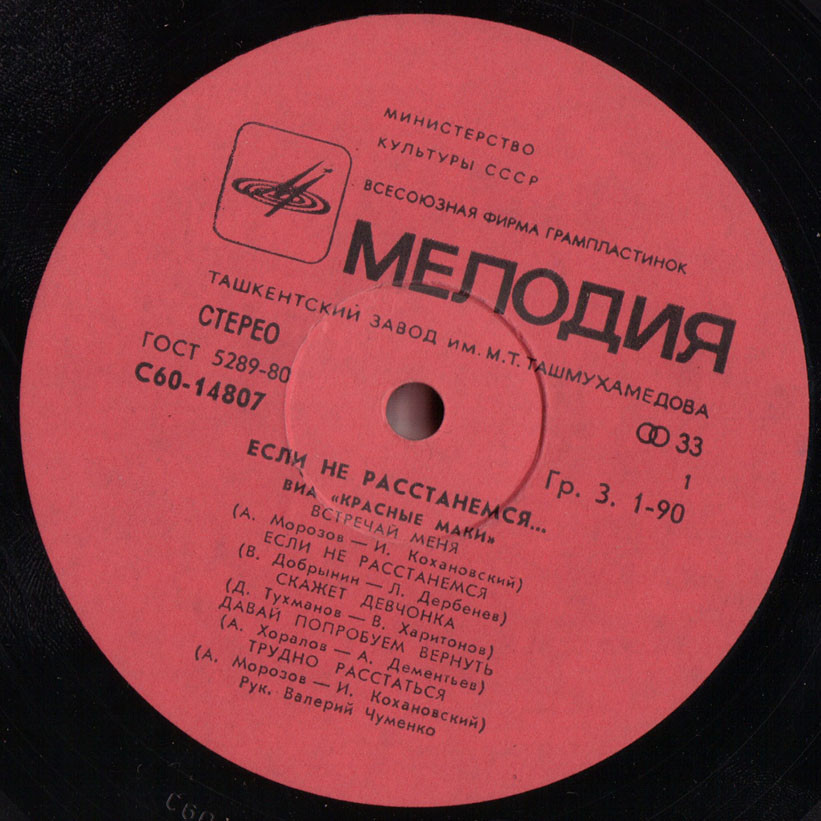 МИНИСТЕРСТВО
КУЛЬТУРЫ СССР
ВСЕСОЮЗНАЯ ФИРМА ГРАМПЛАСТИНОК
МЕЛОДИЯ
ТАШКЕНТСКИЙ ЗАВОД ИМ. М. Т. ТАШМУХАМЕДОВА
СТЕРЕО
ГОСТ 5289-80
С60-14807
33
1
Гр. 3. 1-90
ЕСЛИ НЕ РАССТАНЕМСЯ...
ВИА «КРАСНЫЕ МАКИ»
ВСТРЕЧАЙ МЕНЯ
(А. Морозов — И. Кохановский)
ЕСЛИ НЕ РАССТАНЕМСЯ
(В. Добрынин — Л. Дербенев)
СКАЖЕТ ДЕВЧОНКА
(Д. Тухманов — В. Харитонов)
ДАВАЙ ПОПРОБУЕМ ВЕРНУТЬ
(А. Хоралов — А. Дементьев)
ТРУДНО РАССТАТЬСЯ
(А. Морозов — И. Кохановский)
Рук. Валерий Чуменко
С60